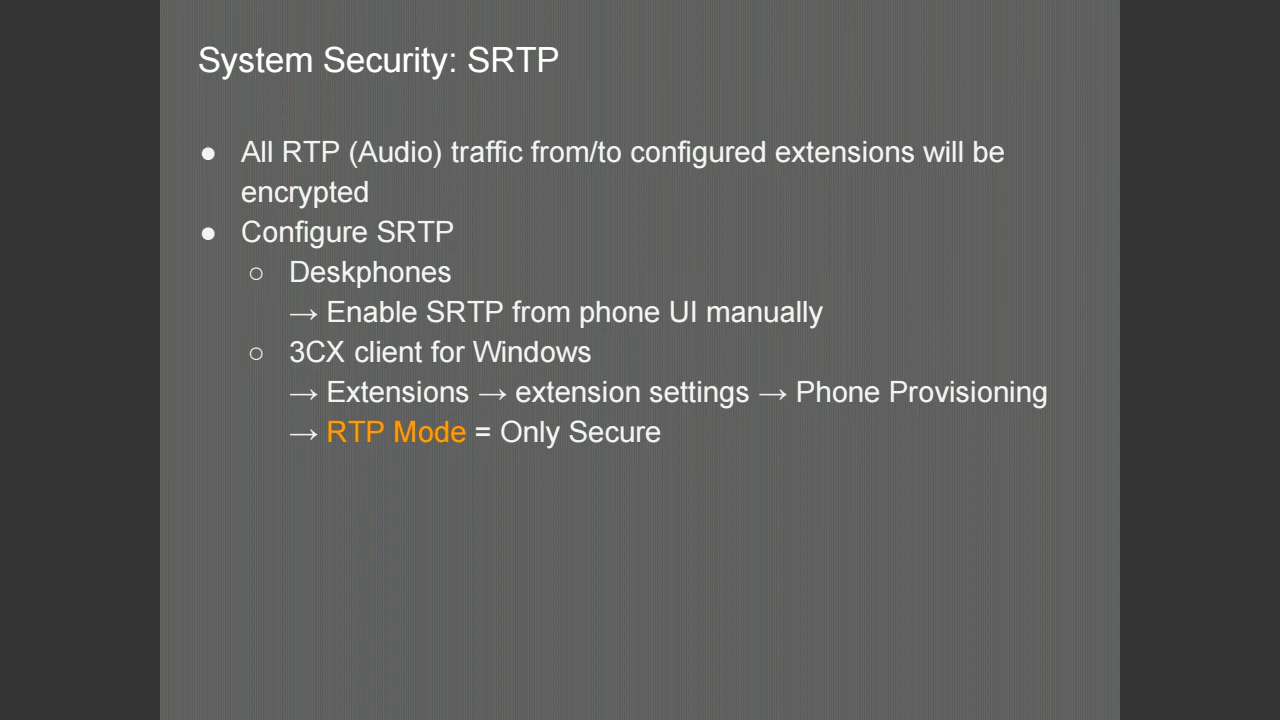 System Security: SRTP
● All RTP (Audio) traffic from/to configured extensions will be
encrypted
● Configure SRTP
○ Deskphones
→ Enable SRTP from phone UI manually
○ 3CX client for Windows
→ Extensions → extension settings → Phone Provisioning
→ RTP Mode = Only Secure